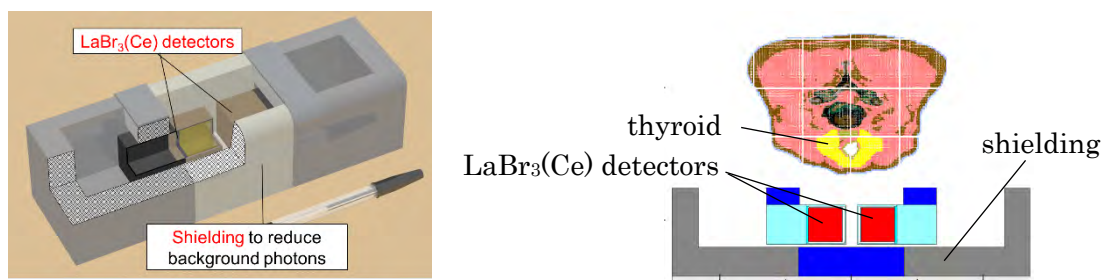 LaBr₃(Ce) detectors
Shielding to reduce
background photons
thyroid
LaBr₃(Ce) detectors
shielding